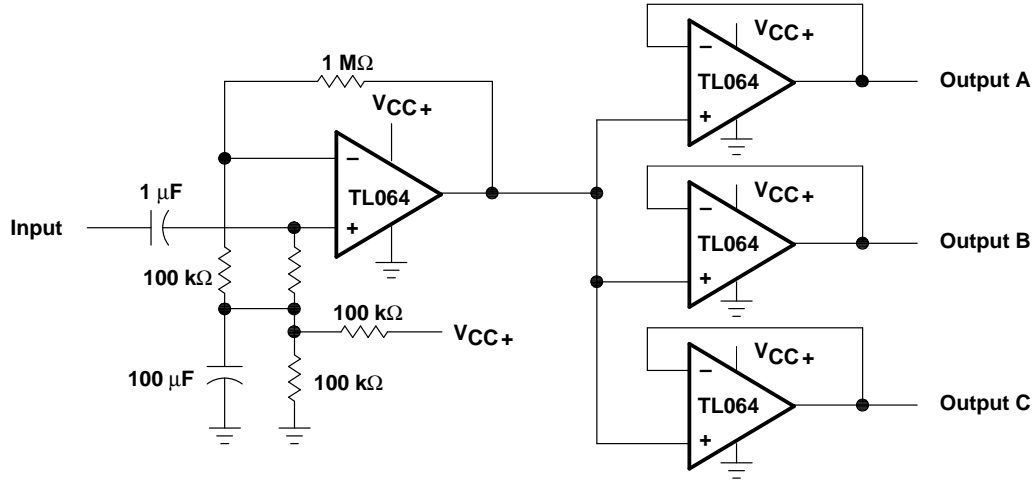 VCC+
TL064
Output A
1 MΩ
VCC+
TL064
1 μF
Input
100 kΩ
100 kΩ
VCC+
100 μF
100 kΩ
VCC+
TL064
Output B
VCC+
TL064
Output C
−
+
−
+
−
+
−
+